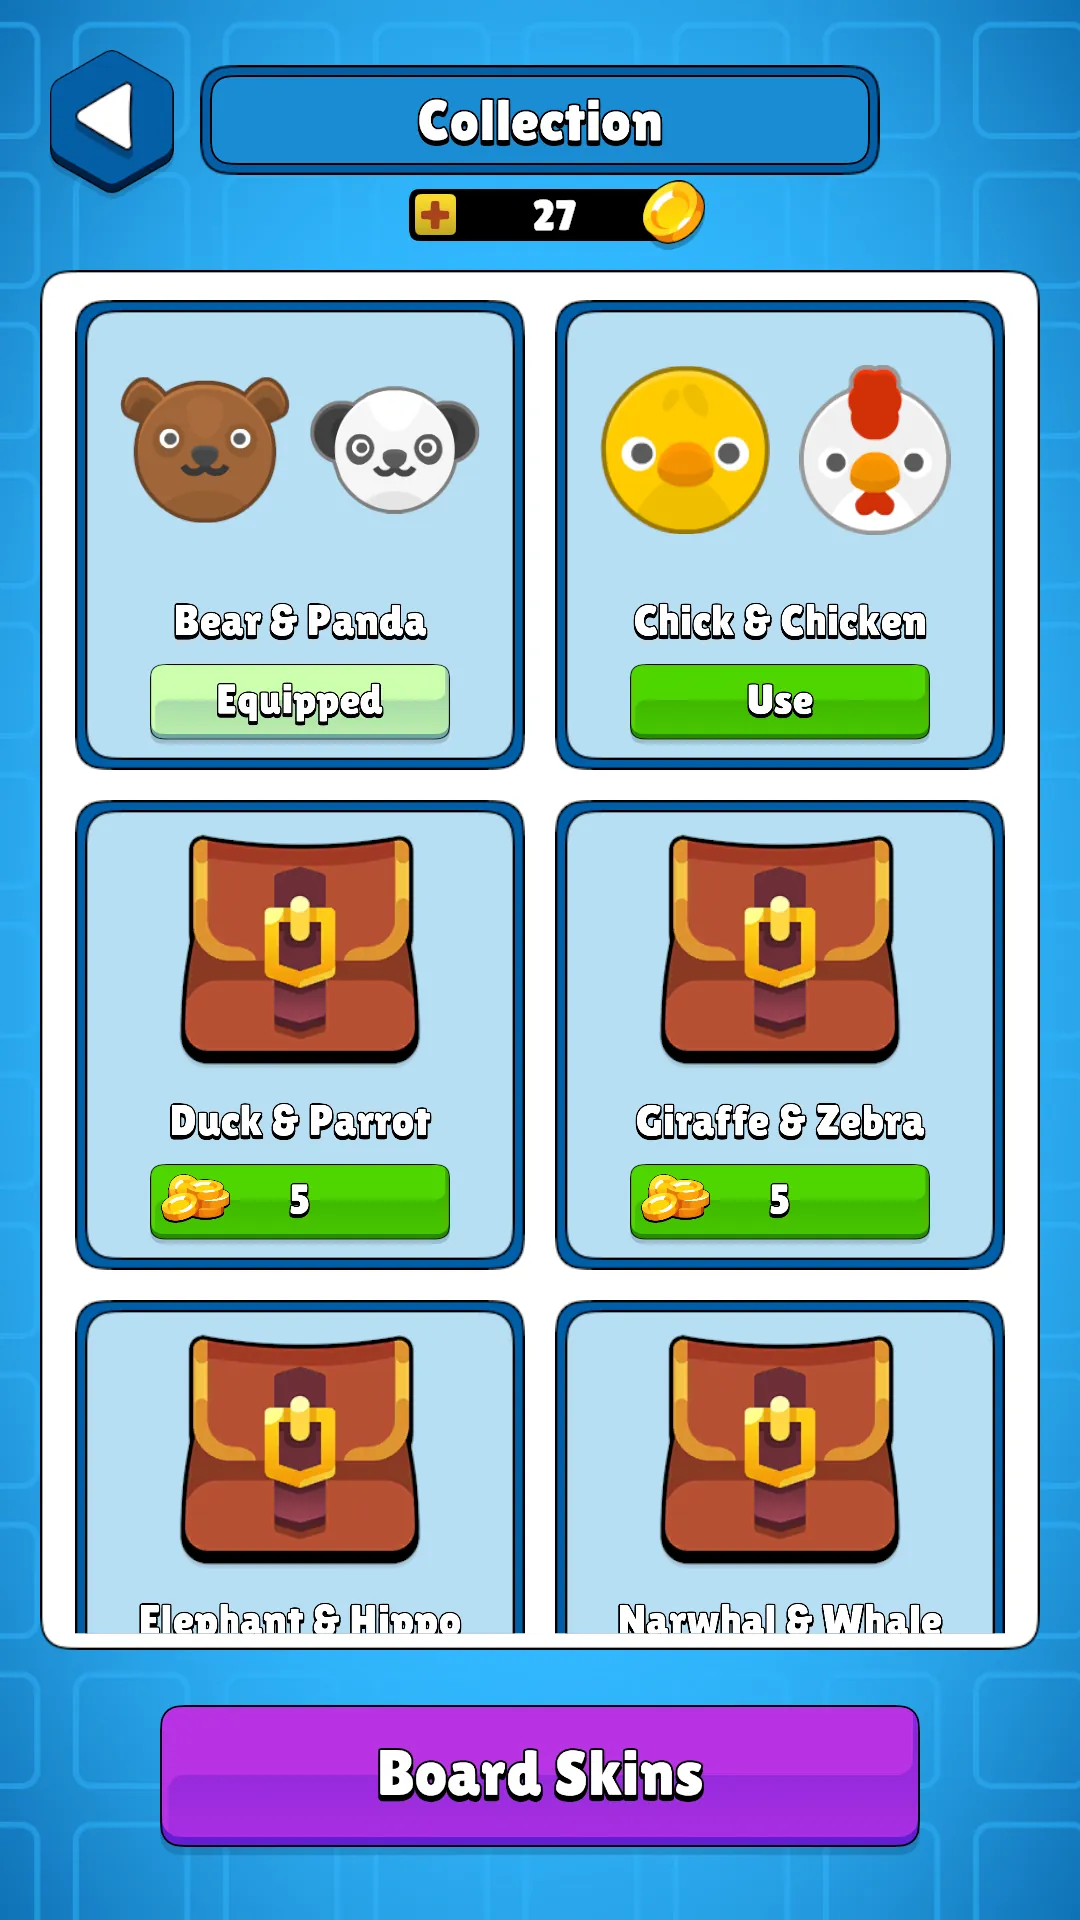 Collection
27
Bear & Panda
Chick & Chicken
Equipped
Use
Duck & Parrot
Giraffe & Zebra
5
5
Elephant & Hippo
Narwhal & Whale
Board Skins